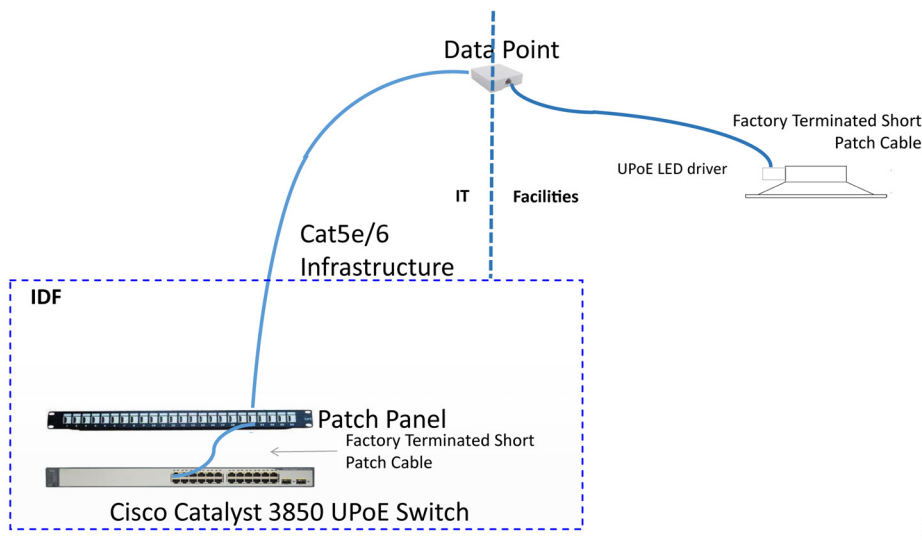 Data Point
Factory Terminated Short
Patch Cable
UPoE LED driver
IT
Facilities
Cat5e/6
Infrastructure
IDF
Patch Panel
Factory Terminated Short
Patch Cable
Cisco Catalyst 3850 UPoE Switch